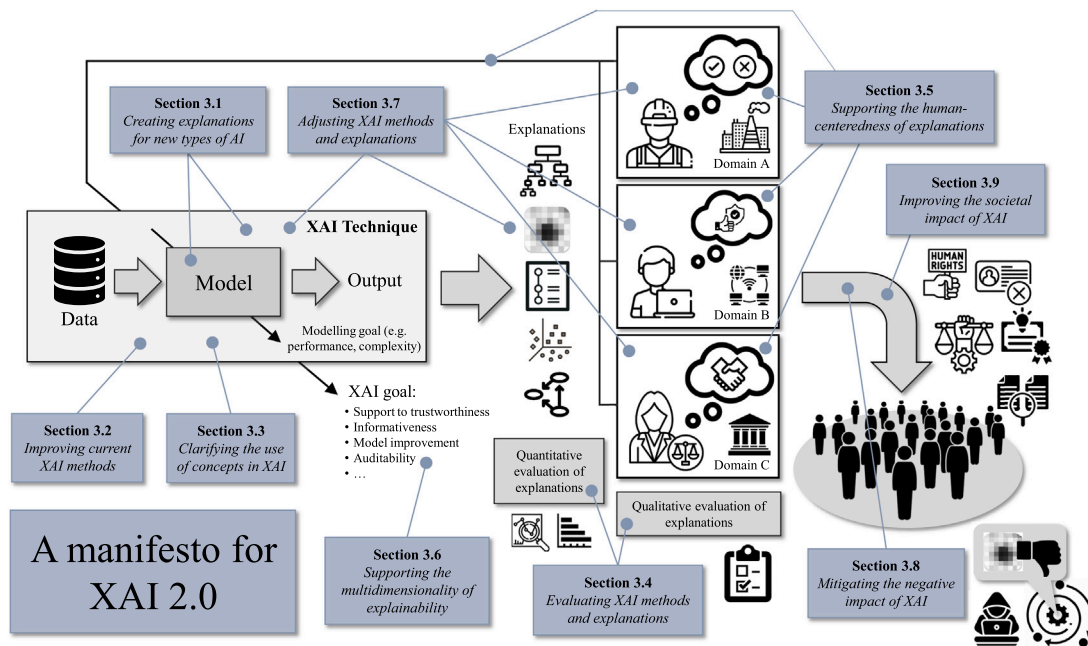 Section 3.1
Creating explanations
for new types of AI
Section 3.7
Adjusting XAI methods
and explanations
Explanations
Domain A
Section 3.5
Supporting the human-
centeredness of explanations
Section 3.9
Improving the societal
impact of XAI
HUMAN
RIGHTS
XAI Technique
Data
Model
Output
Modelling goal (e.g.
performance, complexity)
Domain B
Domain C
XAI goal:
• Support to trustworthiness
• Informativeness
• Model improvement
• Auditability
• …
Section 3.2
Improving current
XAI methods
Section 3.3
Clarifying the use
of concepts in XAI
Quantitative
evaluation of
explanations
Qualitative evaluation of
explanations
A manifesto for
XAI 2.0
Section 3.6
Supporting the
multidimensionality of
explainability
Section 3.4
Evaluating XAI methods
and explanations
Section 3.8
Mitigating the negative
impact of XAI